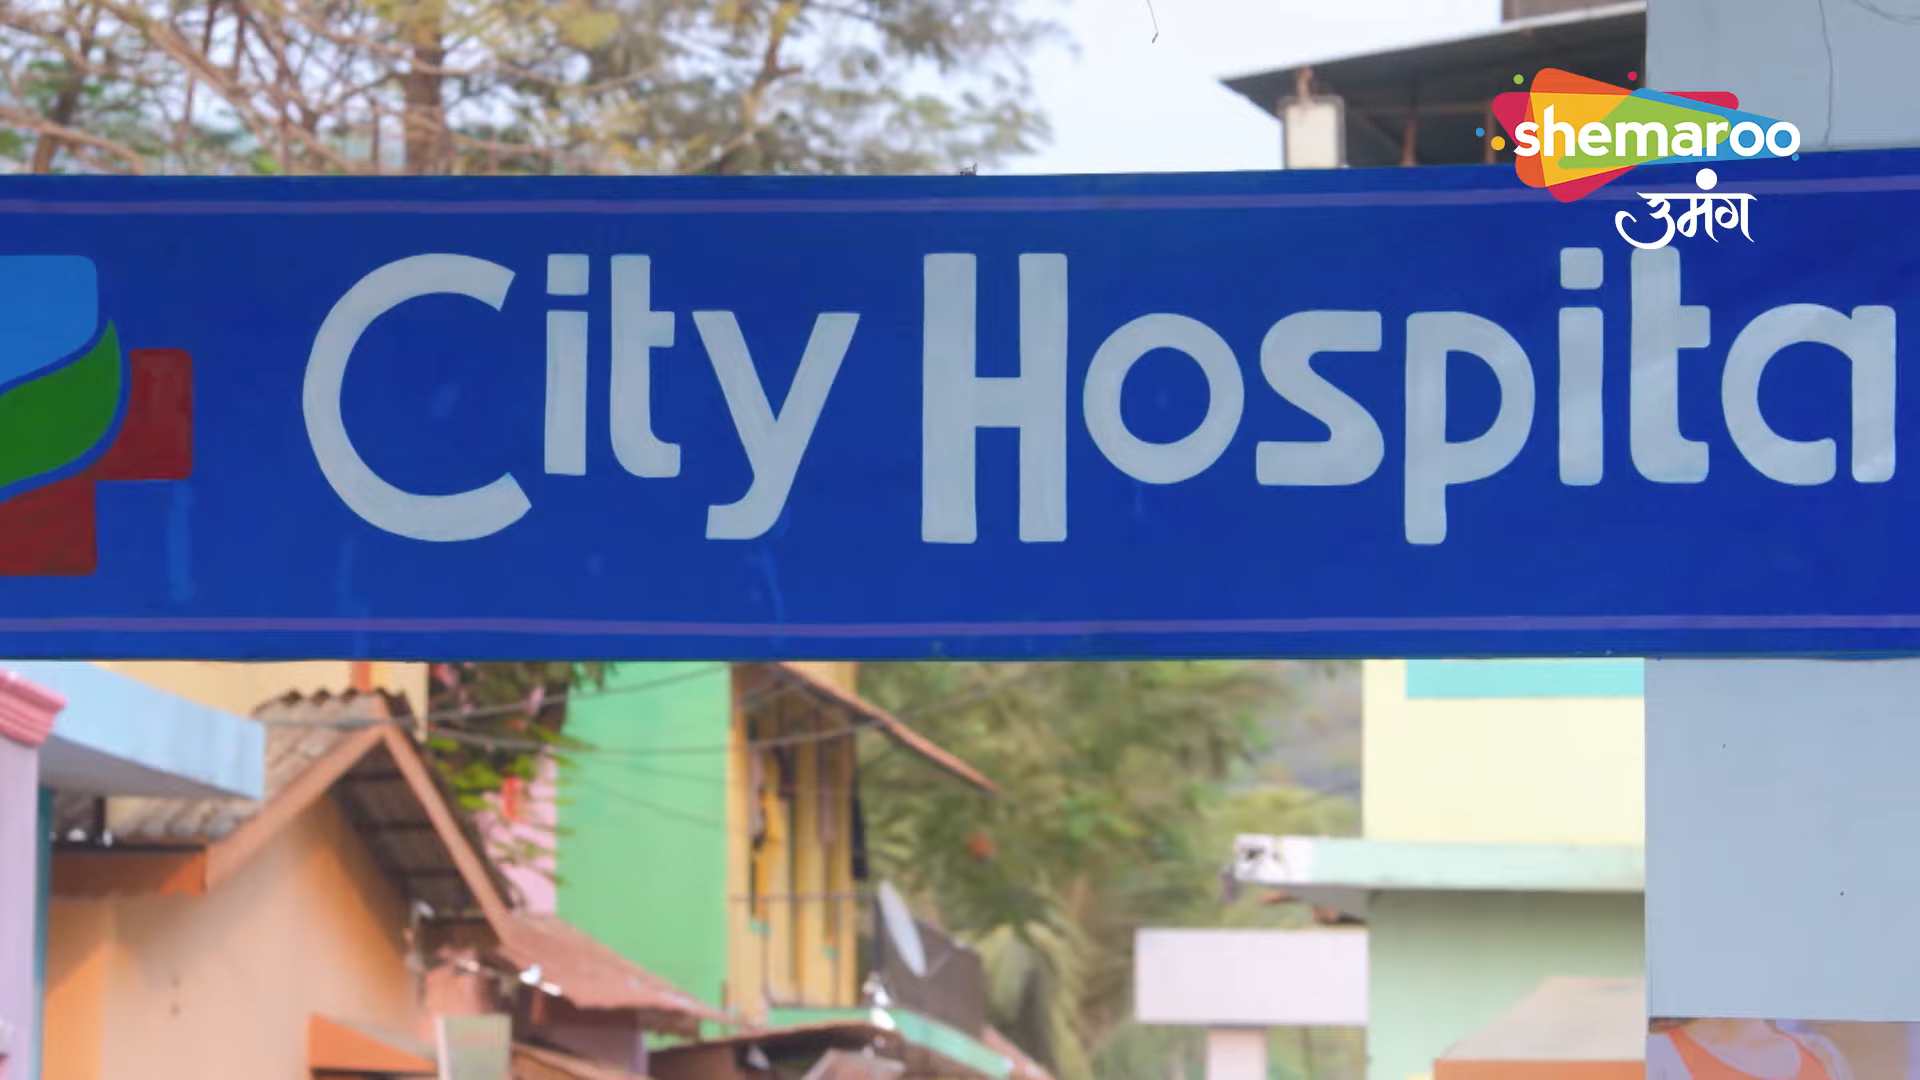 shemaroo
उमंग
City Hospita